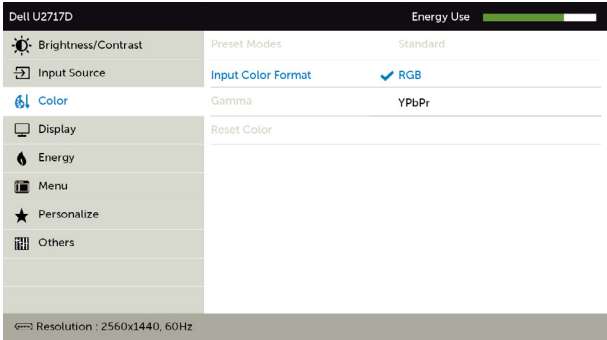 Dell U2717D Energy Use
Brightness/Contrast Preset Modes Standard
Input Source Input Color Format RGB
Color Gamma YPbPr
Display Reset Color
Energy
Menu
Personalize
Others
Resolution : 2560x1440, 60Hz